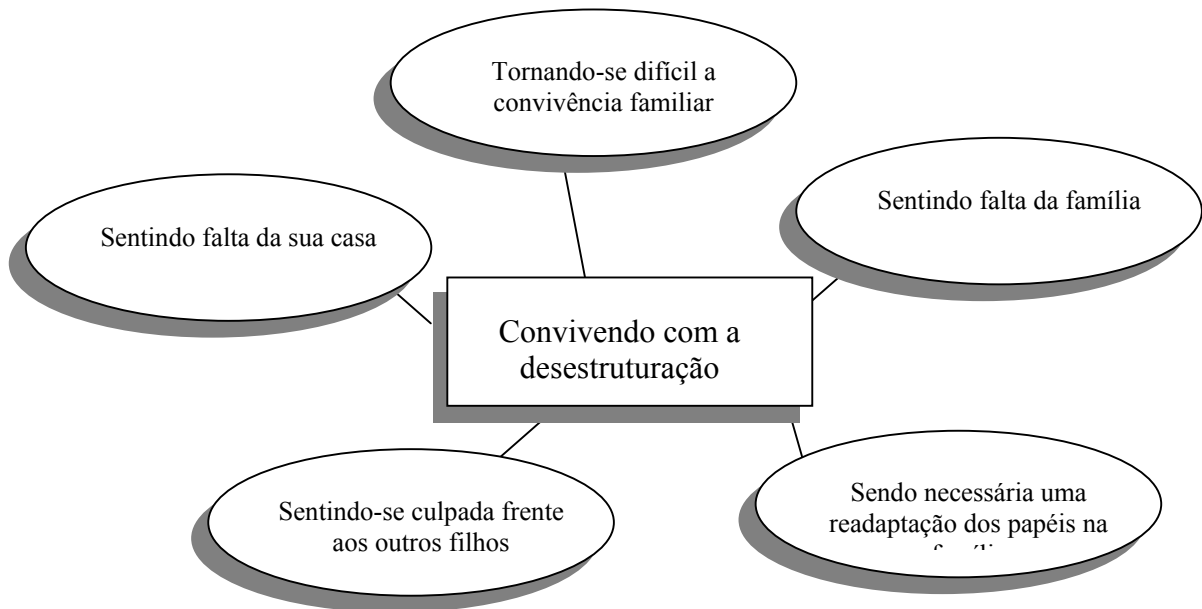 Tornando-se difícil a
convivência familiar
Sentindo falta da família
Sentindo falta da sua casa
Convivendo com a
desestruturação
Sentindo-se culpada frente
aos outros filhos
Sendo necessária uma
readaptação dos papéis na